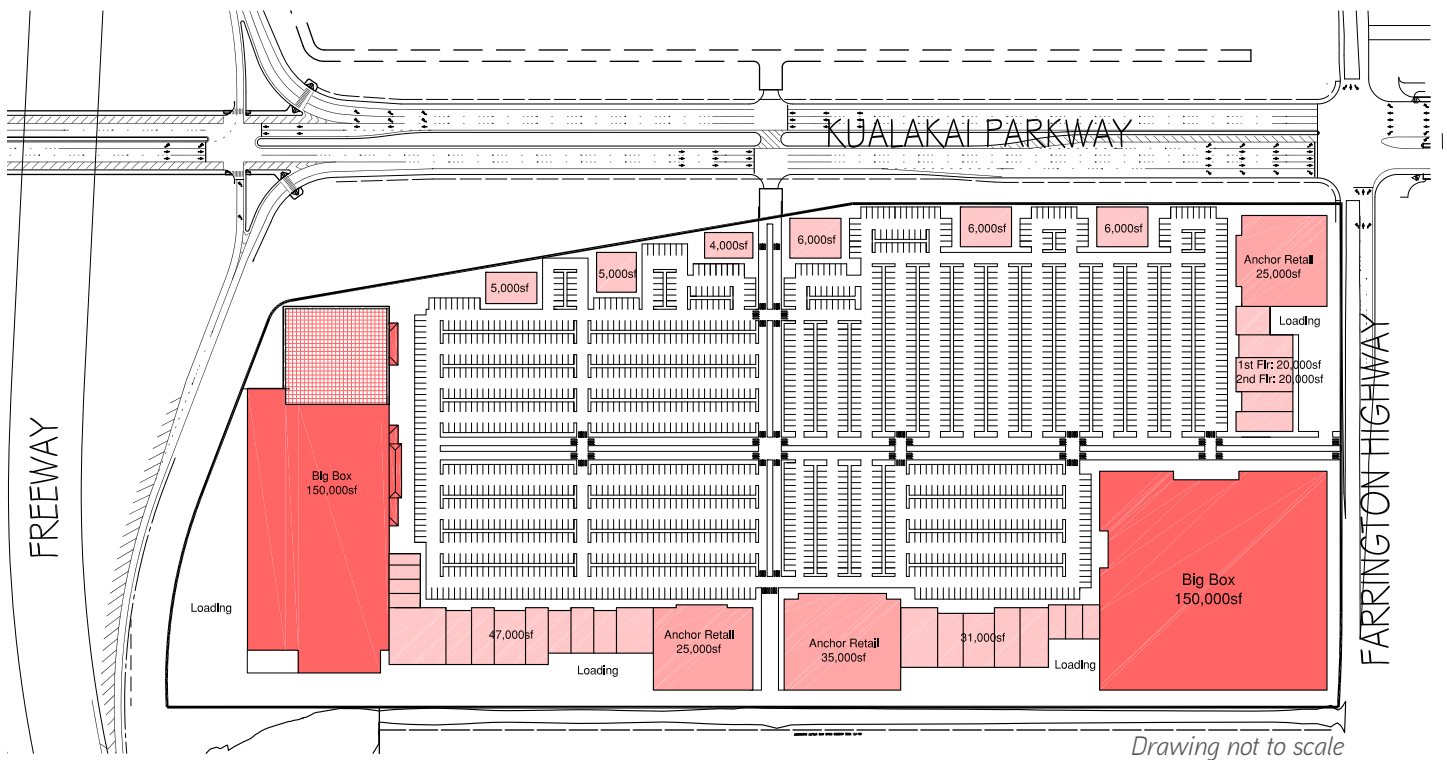 KUALAKAI PARKWAY
4,000sf
6,000sf
6,000sf
6,000sf
5,000sf
5,000sf
Anchor Retail
25,000sf
Loading
1st Flr: 20,000sf
2nd Flr: 20,000sf
FREEWAY
FARRINGTON HIGHWAY
Big Box
150,000sf
Big Box
150,000sf
Loading
47,000sf
Anchor Retail
25,000sf
Anchor Retail
35,000sf
31,000sf
Loading
Loading
Drawing not to scale